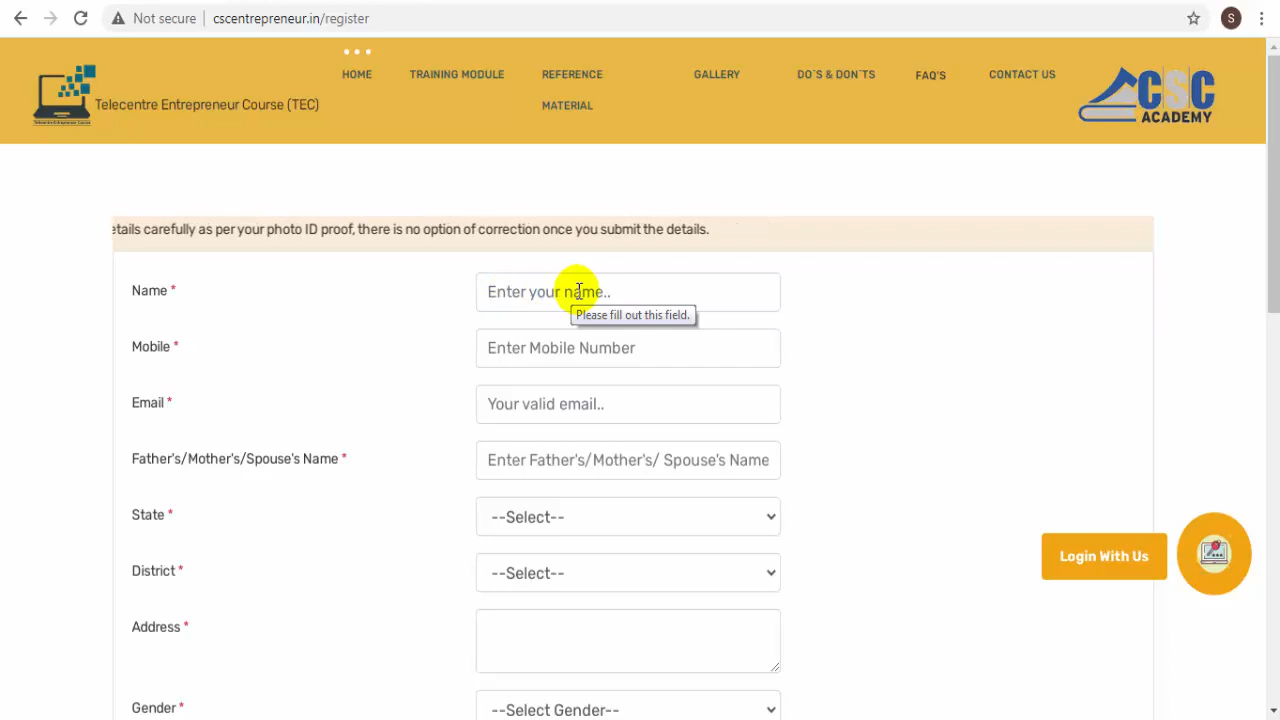 Not secure
cscentrepreneur.in/register
S
HOME
TRAINING MODULE
REFERENCE
MATERIAL
GALLERY
DO`S & DON`TS
FAQ'S
CONTACT US
Telecentre Entrepreneur Course (TEC)
CSC
ACADEMY
etails carefully as per your photo ID proof, there is no option of correction once you submit the details.
Name *
Enter your name..
Please fill out this field.
Mobile *
Enter Mobile Number
Email *
Your valid email..
Father's/Mother's/Spouse's Name *
Enter Father's/Mother's/ Spouse's Name
State *
--Select--
District *
--Select--
Login With Us
Address *
Gender *
--Select Gender--